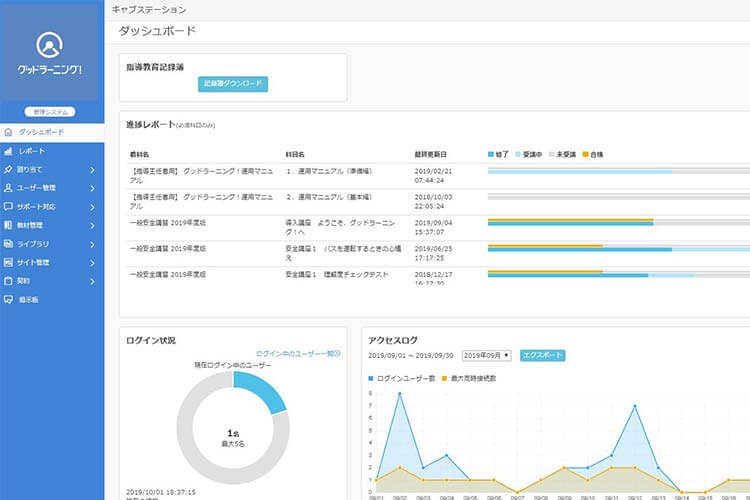 キャブステーション
ダッシュボード
グッドラーニング!
管理システム
ダッシュボード
レポート
割り当て
ユーザー管理
サポート対応
教材管理
ライブラリ
サイト管理
契約
掲示板
指導教育記録簿
記録簿ダウンロード
進捗レポート(必須科目のみ)
教科名 科目名 最終更新日 修了 受講中 未受講 合格
【指導主任者用】 グッドラーニング!運用マニュ
アル
1. 運用マニュアル(準備編)
2019/02/21
07:44:24
【指導主任者用】 グッドラーニング!運用マニュ
アル
2. 運用マニュアル(基本編)
2018/10/03
22:05:24
一般安全講習 2019年度版
導入講座 ようこそ、グッドラーニン
グ!へ
2019/09/04
15:37:07
一般安全講習 2019年度版
安全講座1 バスを運転するときの心構
え
2019/06/25
17:17:25
一般安全講習 2019年度版
安全講座1 理解度チェックテスト
2018/12/17
16:27:30
ログイン状況
ログイン中のユーザー一覧
現在ログイン中のユーザー
1名
最大5名
2019/10/01 18:37:15
アクセスログ
2019/09/01 ~ 2019/09/30 2019年09月 エクスポート
ログインユーザー数 最大同時接続数
8
7
6
5
4
3
2
1
0
09/01 09/02 09/03 09/04 09/05 09/06 09/07 09/08 09/09 09/10 09/11 09/12 09/13 09/14 09/15 09/16